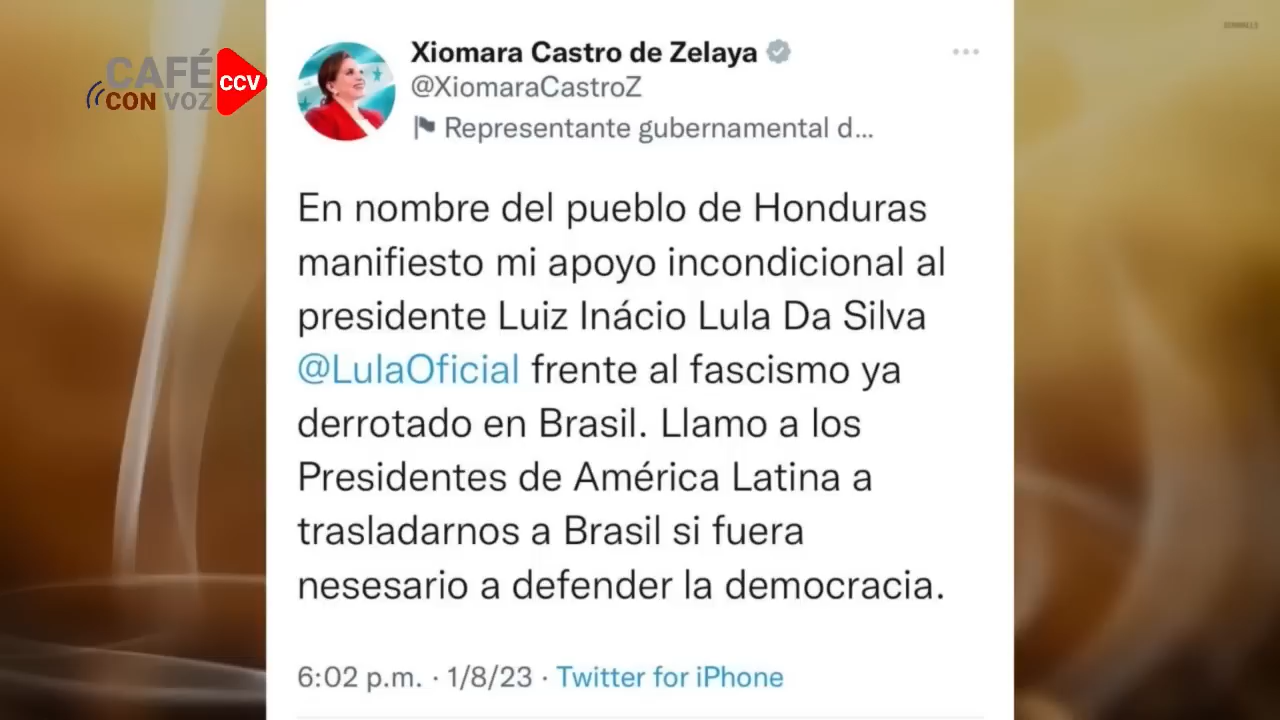 CAFÉ
CON VOZ
CCV
Xiomara Castro de Zelaya
@XiomaraCastroZ
Representante gubernamental d...
En nombre del pueblo de Honduras
manifiesto mi apoyo incondicional al
presidente Luiz Inácio Lula Da Silva
@LulaOficial frente al fascismo ya
derrotado en Brasil. Llamo a los
Presidentes de América Latina a
trasladarnos a Brasil si fuera
nesesario a defender la democracia.
6:02 p.m. · 1/8/23 · Twitter for iPhone